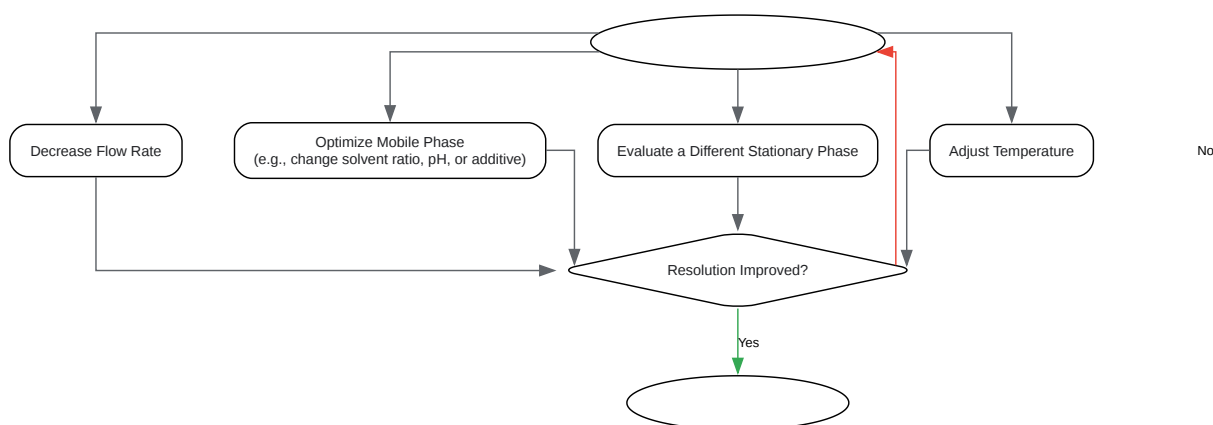 Decrease Flow Rate
Optimize Mobile Phase
(e.g., change solvent ratio, pH, or additive)
Evaluate a Different Stationary Phase
Adjust Temperature
No
Resolution Improved?
Yes